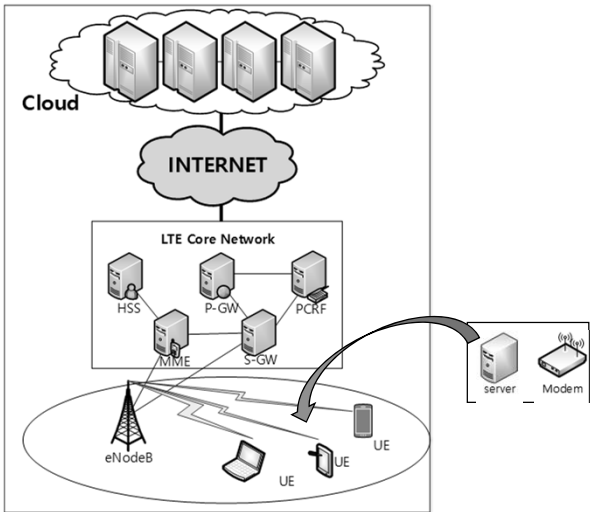 Cloud
INTERNET
LTE Core Network
HSS
P-GW
PCRF
MME
S-GW
server
Modem
eNodeB
UE
UE
UE